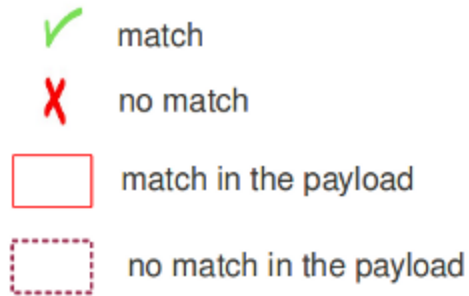 match
no match
match in the payload
no match in the payload